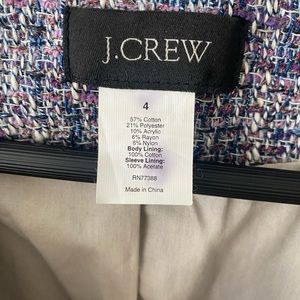 J.CREW
4
57% Cotton
21% Polyester
10% Acrylic
6% Rayon
6% Nylon
Body Lining:
100% Cotton
Sleeve Lining:
100% Acetate
RN77388
Made in China